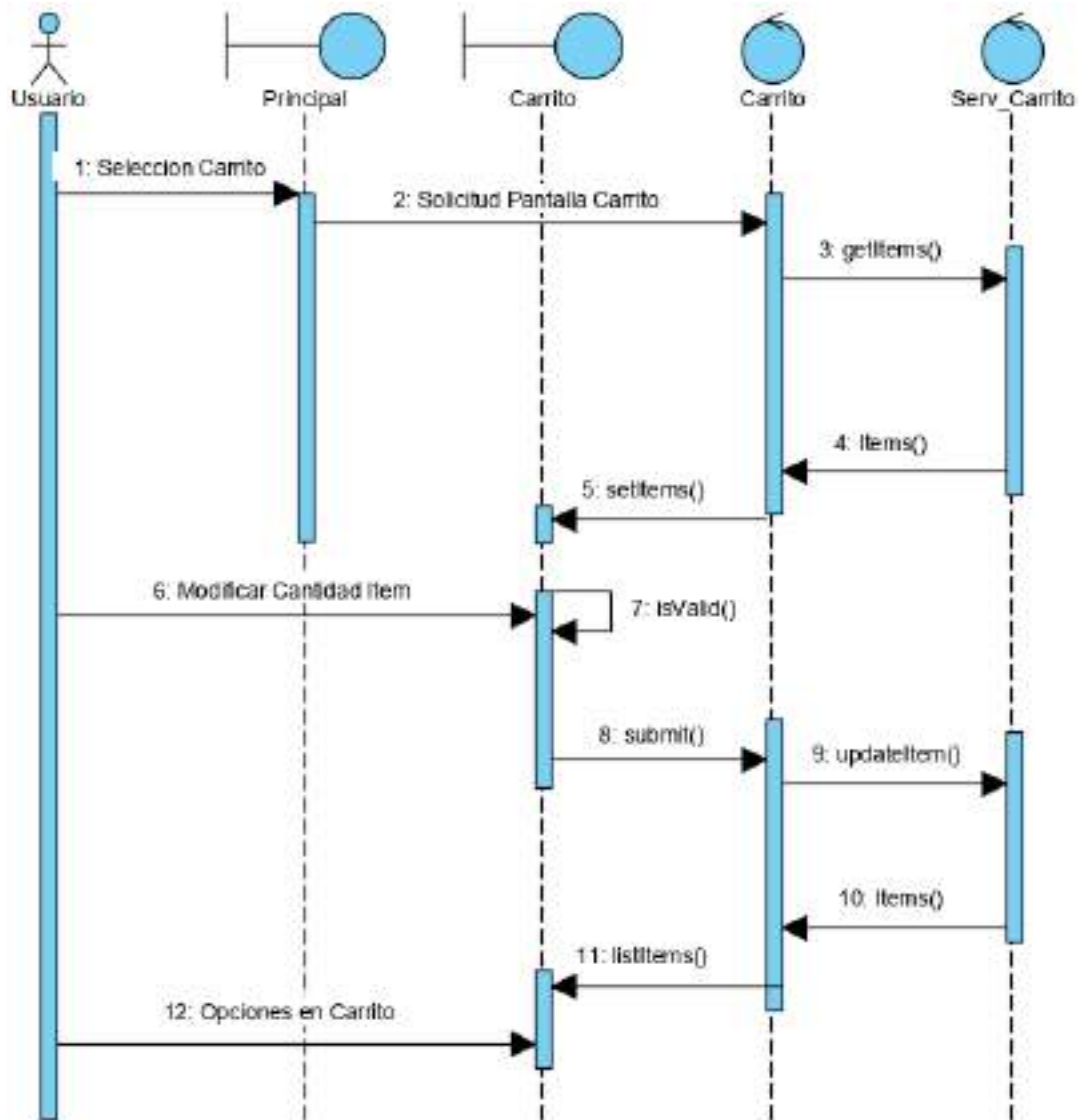 Usuario
Principal
Carrito
Carrito
Serv_Carrito
1: Seleccion Carrito
2: Solicitud Pantalla Carrito
3: getItems()
4: Items()
5: setItems()
6: Modificar Cantidad Item
7: isValid()
8: submit()
9: updateItem()
10: Items()
11: listItems()
12: Opciones en Carrito